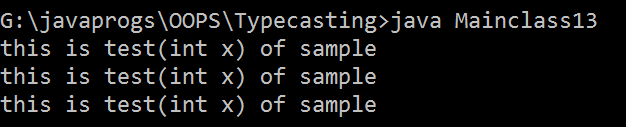 G:\javaprogs\OOPS\Typecasting>java Mainclass13
this is test(int x) of sample
this is test(int x) of sample
this is test(int x) of sample